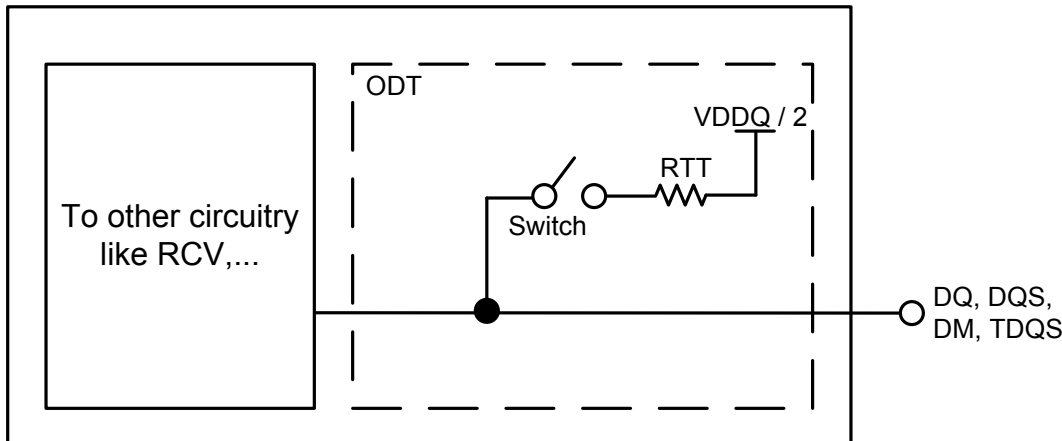 ODT
VDDQ / 2
RTT
Switch
To other circuitry
like RCV,...
DQ, DQS,
DM, TDQS